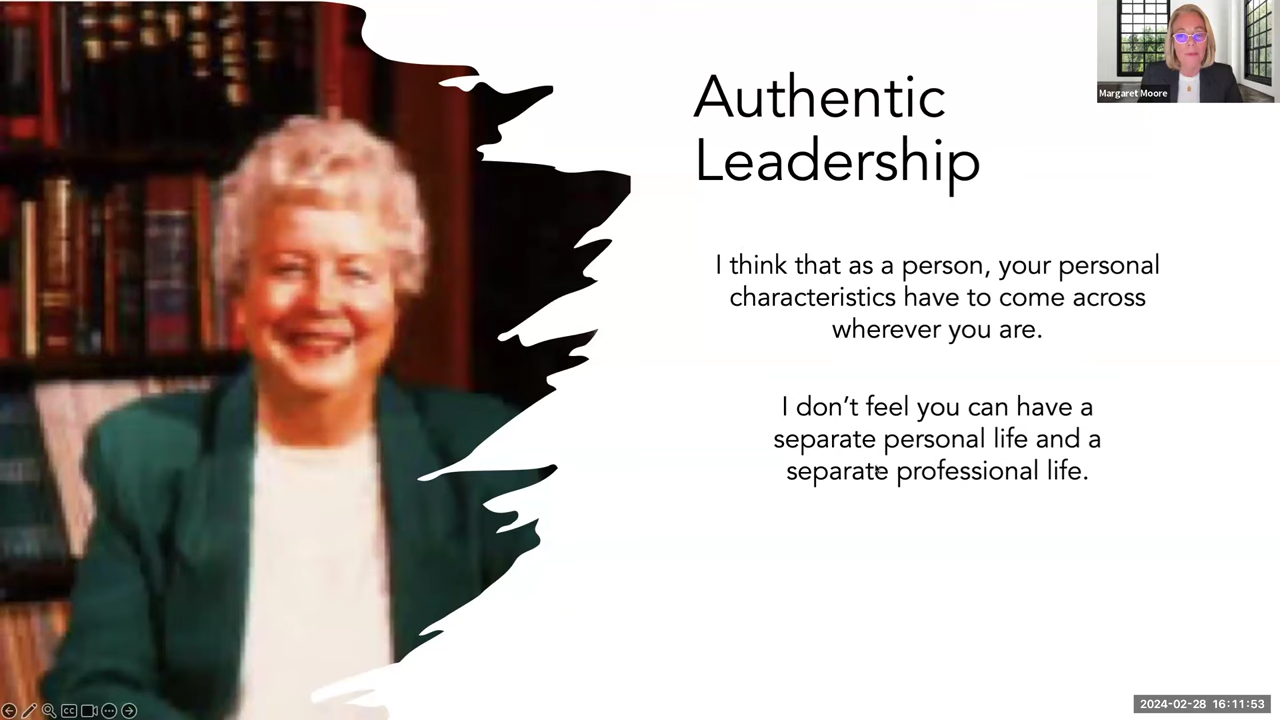 Authentic
Leadership
I think that as a person, your personal
characteristics have to come across
wherever you are.
I don’t feel you can have a
separate personal life and a
separate professional life.
Margaret Moore
CC
2024-02-28 16:11:53